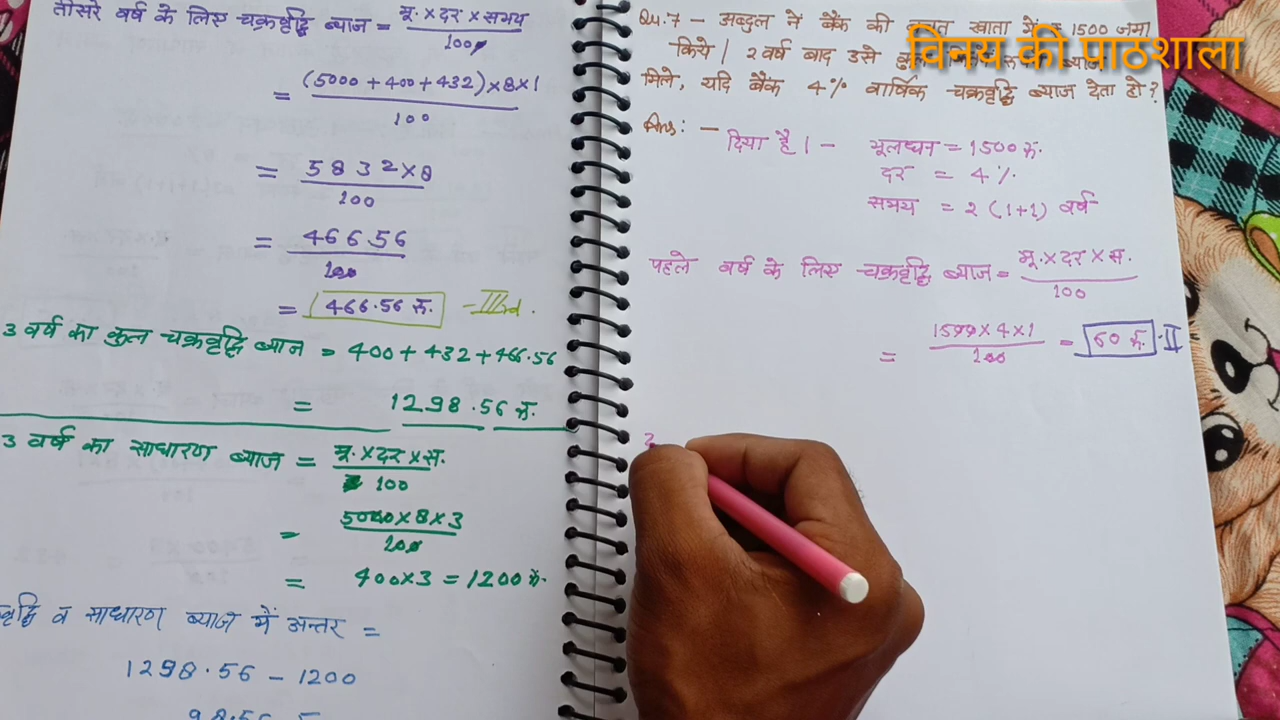 तीसरे वर्ष के लिए चक्रवृद्धि ब्याज = मू.×दर×समय
100
= (5000+400+432)×8×1
100
= 5832×8
100
= 466.56
100
= 466.56 रु. - IIIrd.
3 वर्ष का कुल चक्रवृद्धि ब्याज = 400+432+466.56
= 1298.56 रु.
3 वर्ष का साधारण ब्याज = मू.×दर×स.
100
= 5000×8×3
100
= 400×3 = 1200 रु.
व साधारण ब्याज में अन्तर =
1298.56 - 1200
विनय की पाठशाला
Qu.7 - अब्दुल ने बैंक की बचत खाता 1500 जमा
किये। 2 वर्ष बाद उसे
मिले, यदि बैंक 4% वार्षिक चक्रवृद्धि ब्याज देता हो?
दिया है। - मूलधन = 1500 रु.
दर = 4%
समय = 2 (1+1) वर्ष
पहले वर्ष के लिए चक्रवृद्धि ब्याज = मू.×दर×स.
100
= 1500×4×1
100
= 60 रु. - II